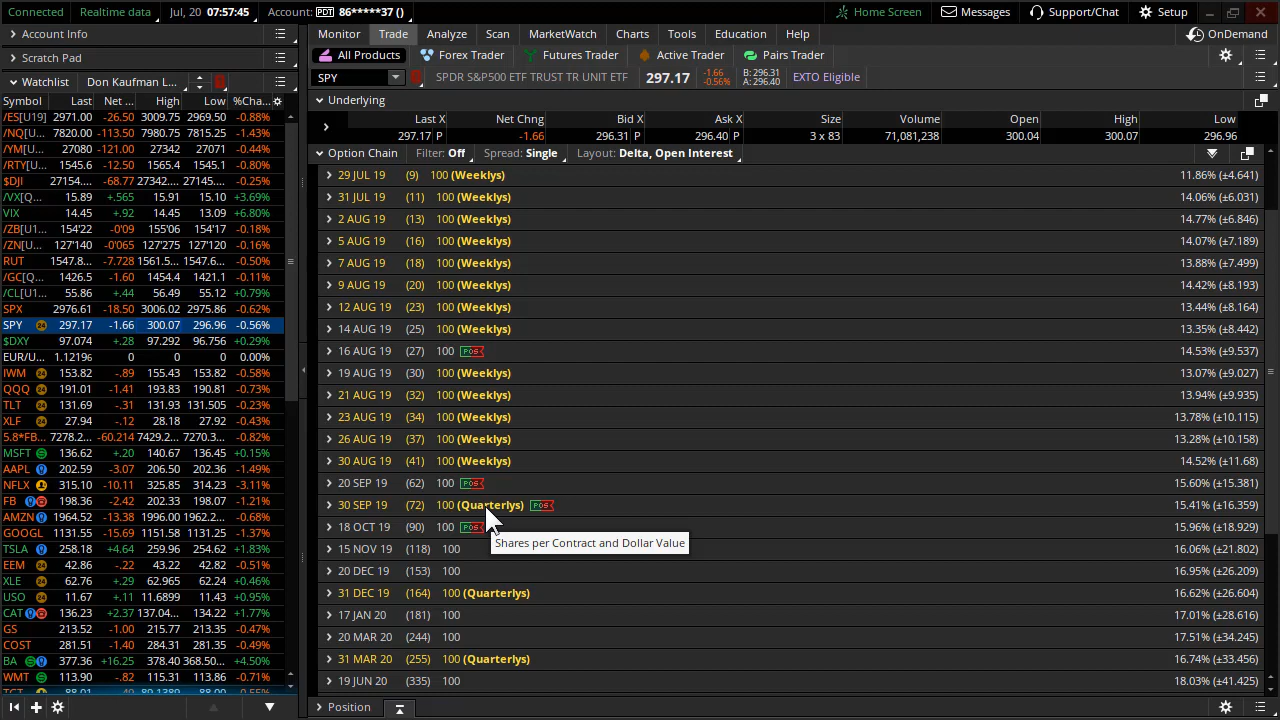 Connected Realtime data Jul, 20 07:57:45 Account: PDT 86*****37 () Home Screen Messages Support/Chat Setup
Account Info
Scratch Pad
Watchlist Don Kaufman L...
Symbol Last Net ... High Low %Cha...
/ES[U19] 2971.00 -26.50 3009.75 2969.50 -0.88%
/NQ[U... 7820.00 -113.50 7980.75 7815.25 -1.43%
/YM[U... 27080 -121.00 27342 27071 -0.44%
/RTY[U... 1545.6 -12.50 1565.4 1545.1 -0.80%
$DJI 27154.... -68.77 27342.... 27145.... -0.25%
/VX[Q... 15.89 +.565 15.91 15.10 +3.69%
VIX 14.45 +.92 14.45 13.09 +6.80%
/ZB[U1... 154'22 -0'09 155'06 154'17 -0.18%
/ZN[U... 127'140 -0'065 127'275 127'120 -0.16%
RUT 1547.8... -7.728 1561.5... 1547.6... -0.50%
/GC[Q... 1426.5 -1.60 1454.4 1421.1 -0.11%
/CL[U1... 55.86 +.44 56.49 55.12 +0.79%
SPX 2976.61 -18.50 3006.02 2975.86 -0.62%
SPY 24 297.17 -1.66 300.07 296.96 -0.56%
$DXY 97.074 +.28 97.292 96.756 +0.29%
EUR/U... 1.12196 0 0 0 0.00%
IWM 24 153.82 -.89 155.43 153.82 -0.58%
QQQ 24 191.01 -1.41 193.83 190.81 -0.73%
TLT 24 131.69 -.31 131.93 131.505 -0.23%
XLF 24 27.94 -.12 28.18 27.92 -0.43%
5.8*FB... 7278.2... -60.214 7429.2... 7270.3... -0.82%
MSFT 136.62 +.20 140.67 136.45 +0.15%
AAPL 202.59 -3.07 206.50 202.36 -1.49%
NFLX 315.10 -10.11 325.85 314.23 -3.11%
FB 198.36 -2.42 202.33 198.07 -1.21%
AMZN 1964.52 -13.38 1996.00 1962.2... -0.68%
GOOGL 1131.55 -15.69 1158.55 1131.25 -1.37%
TSLA 258.18 +4.64 259.96 254.62 +1.83%
EEM 24 42.86 -.22 43.22 42.82 -0.51%
XLE 24 62.76 +.29 62.965 62.24 +0.46%
USO 24 11.67 +.11 11.6899 11.43 +0.95%
CAT 136.23 +2.37 137.04... 134.22 +1.77%
GS 213.52 -1.00 215.77 213.35 -0.47%
COST 281.51 -1.40 284.31 281.35 -0.49%
BA 377.36 +16.25 378.40 368.50... +4.50%
WMT 113.90 -.82 115.31 113.86 -0.71%
Monitor Trade Analyze Scan MarketWatch Charts Tools Education Help OnDemand
All Products Forex Trader Futures Trader Active Trader Pairs Trader
SPY SPDR S&P500 ETF TRUST TR UNIT ETF 297.17 -1.66 -0.56% B: 296.31 A: 296.40 EXTO Eligible
Underlying
Last X Net Chng Bid X Ask X Size Volume Open High Low
297.17 P -1.66 296.31 P 296.40 P 3 x 83 71,081,238 300.04 300.07 296.96
Option Chain Filter: Off Spread: Single Layout: Delta, Open Interest
29 JUL 19 (9) 100 (Weeklys) 11.86% (±4.641)
31 JUL 19 (11) 100 (Weeklys) 14.06% (±6.031)
2 AUG 19 (13) 100 (Weeklys) 14.77% (±6.846)
5 AUG 19 (16) 100 (Weeklys) 14.07% (±7.189)
7 AUG 19 (18) 100 (Weeklys) 13.88% (±7.499)
9 AUG 19 (20) 100 (Weeklys) 14.42% (±8.193)
12 AUG 19 (23) 100 (Weeklys) 13.44% (±8.164)
14 AUG 19 (25) 100 (Weeklys) 13.35% (±8.442)
16 AUG 19 (27) 100 POS 14.53% (±9.537)
19 AUG 19 (30) 100 (Weeklys) 13.07% (±9.027)
21 AUG 19 (32) 100 (Weeklys) 13.94% (±9.935)
23 AUG 19 (34) 100 (Weeklys) 13.78% (±10.115)
26 AUG 19 (37) 100 (Weeklys) 13.28% (±10.158)
30 AUG 19 (41) 100 (Weeklys) 14.52% (±11.68)
20 SEP 19 (62) 100 POS 15.60% (±15.381)
30 SEP 19 (72) 100 (Quarterlys) POS 15.41% (±16.359)
18 OCT 19 (90) 100 POS 15.96% (±18.929)
Shares per Contract and Dollar Value
15 NOV 19 (118) 100 16.06% (±21.802)
20 DEC 19 (153) 100 16.95% (±26.209)
31 DEC 19 (164) 100 (Quarterlys) 16.62% (±26.604)
17 JAN 20 (181) 100 17.01% (±28.616)
20 MAR 20 (244) 100 17.51% (±34.245)
31 MAR 20 (255) 100 (Quarterlys) 16.74% (±33.456)
19 JUN 20 (335) 100 18.03% (±41.425)
Position